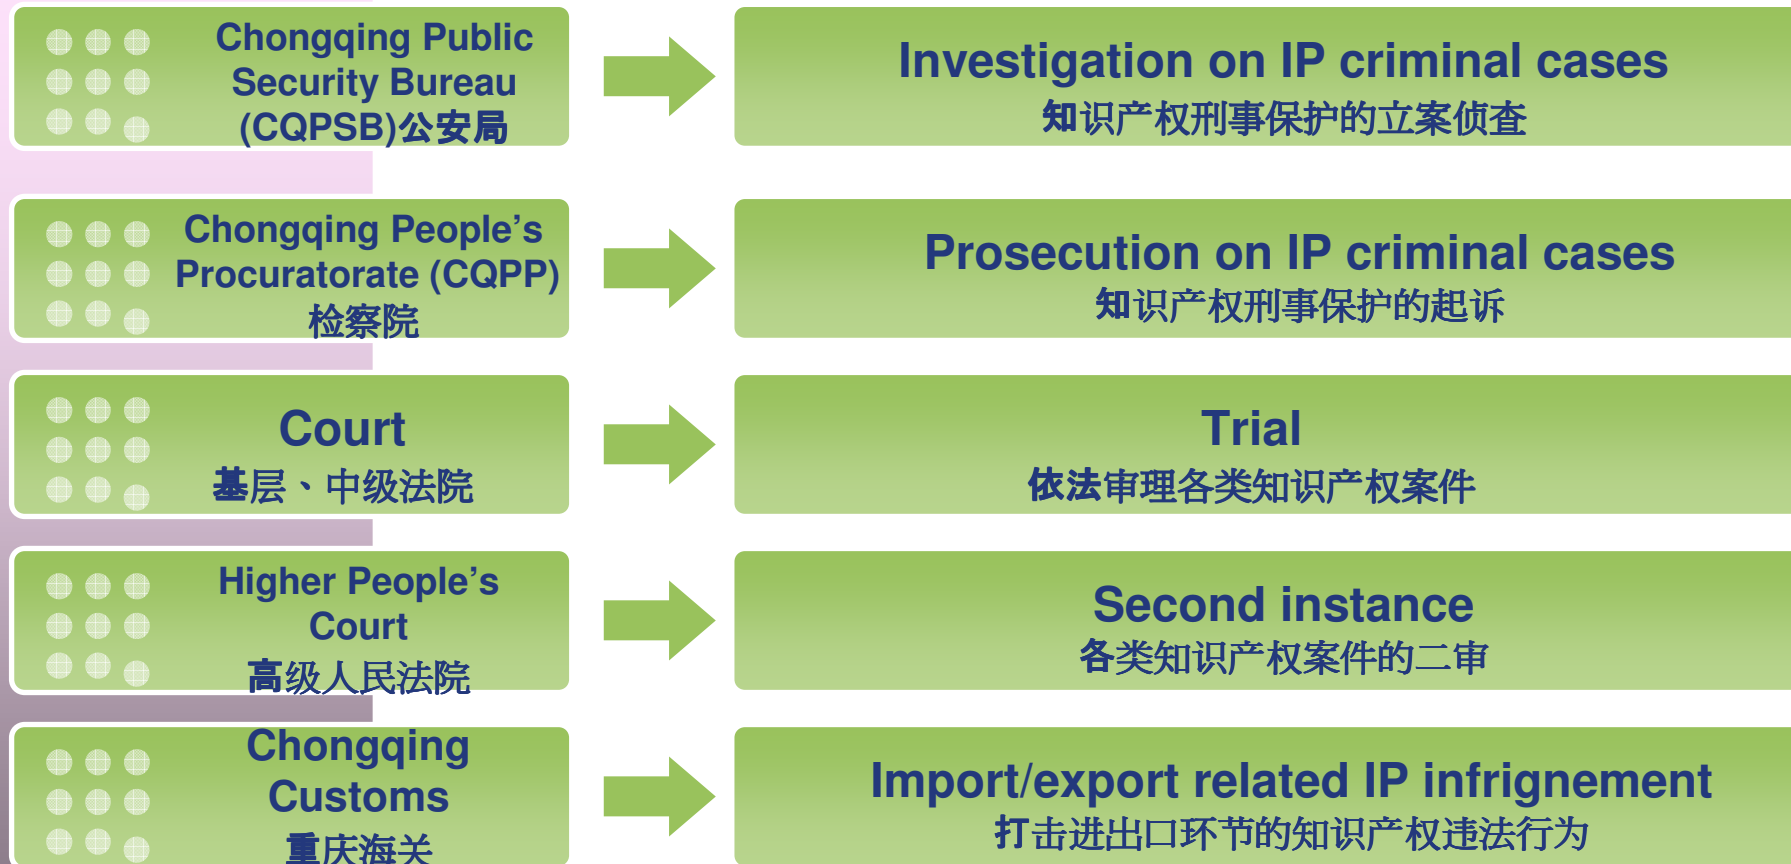 Chongqing Public
Security Bureau
(CQPSB)公安局
Investigation on IP criminal cases
知识产权刑事保护的立案侦查
Chongqing People’s
Procuratorate (CQPP)
检察院
Prosecution on IP criminal cases
知识产权刑事保护的起诉
Court
基层、中级法院
Trial
依法审理各类知识产权案件
Higher People’s
Court
高级人民法院
Second instance
各类知识产权案件的二审
Chongqing
Customs
重庆海关
Import/export related IP infrignement
打击进出口环节的知识产权违法行为